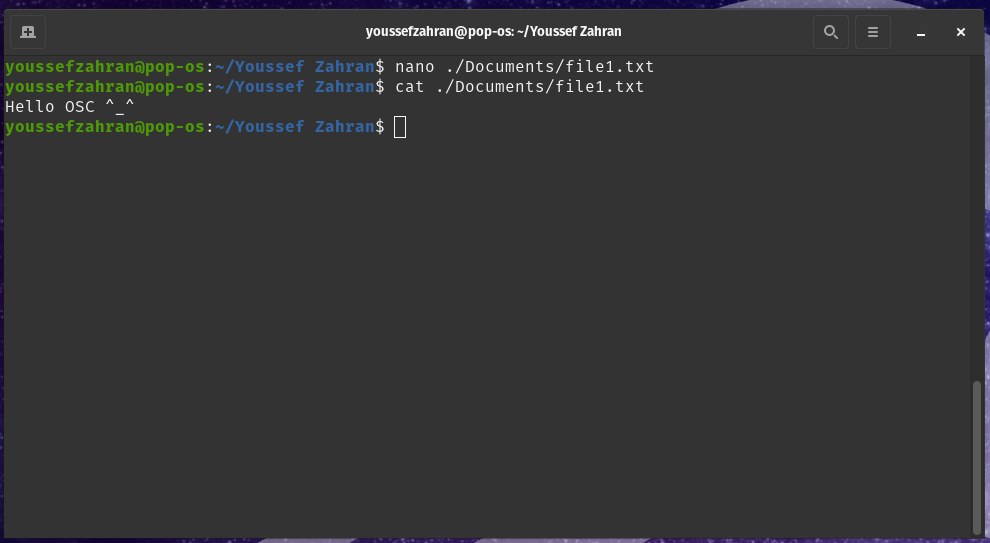 youssefzahran@pop-os: ~/Youssef Zahran
youssefzahran@pop-os:~/Youssef Zahran$ nano ./Documents/file1.txt
youssefzahran@pop-os:~/Youssef Zahran$ cat ./Documents/file1.txt
Hello OSC ^_^
youssefzahran@pop-os:~/Youssef Zahran$